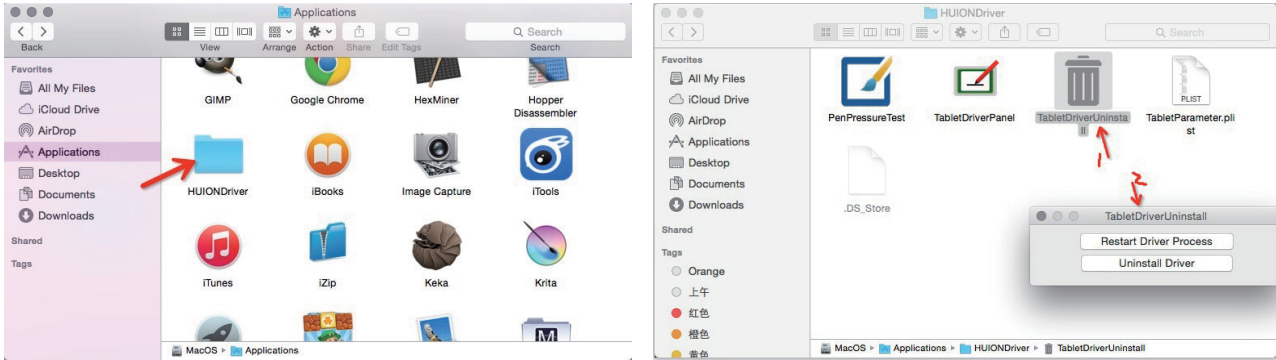 Applications
Back
View
Arrange
Action
Share
Edit Tags
Search
Search
Favorites
All My Files
iCloud Drive
AirDrop
Applications
Desktop
Documents
Downloads
Shared
Tags
GIMP
Google Chrome
HexMiner
Hopper
Disassembler
HUIONDriver
iBooks
Image Capture
iTools
iTunes
iZip
Keka
Krita
MacOS
Applications
HUIONDriver
Search
Favorites
All My Files
iCloud Drive
AirDrop
Applications
Desktop
Documents
Downloads
Shared
Tags
Orange
上午
红色
橙色
黄色
PLIST
PenPressureTest
TabletDriverPanel
TabletDriverUninsta
ll
TabletParameter.pli
st
.DS_Store
1
2
TabletDriverUninstall
Restart Driver Process
Uninstall Driver
MacOS
Applications
HUIONDriver
TabletDriverUninstall